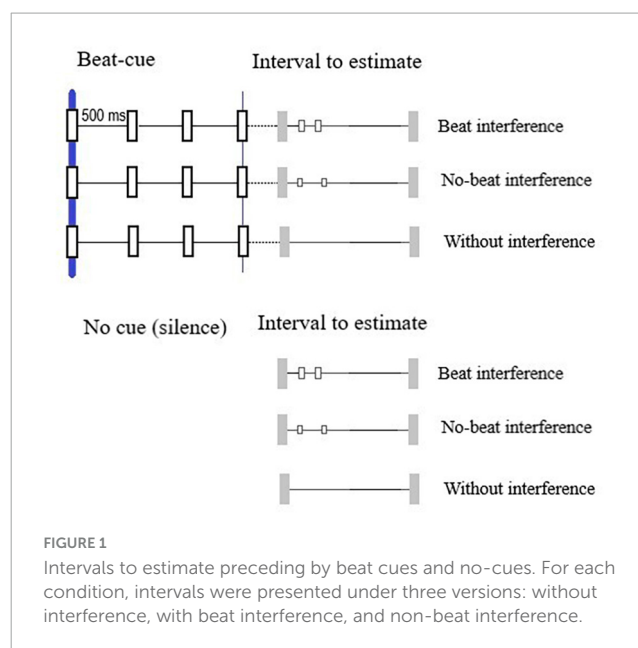 Beat-cue
Interval to estimate
500 ms
Beat interference
No-beat interference
Without interference
No cue (silence)
Interval to estimate
Beat interference
No-beat interference
Without interference
FIGURE 1
Intervals to estimate preceding by beat cues and no-cues. For each
condition, intervals were presented under three versions: without
interference, with beat interference, and non-beat interference.